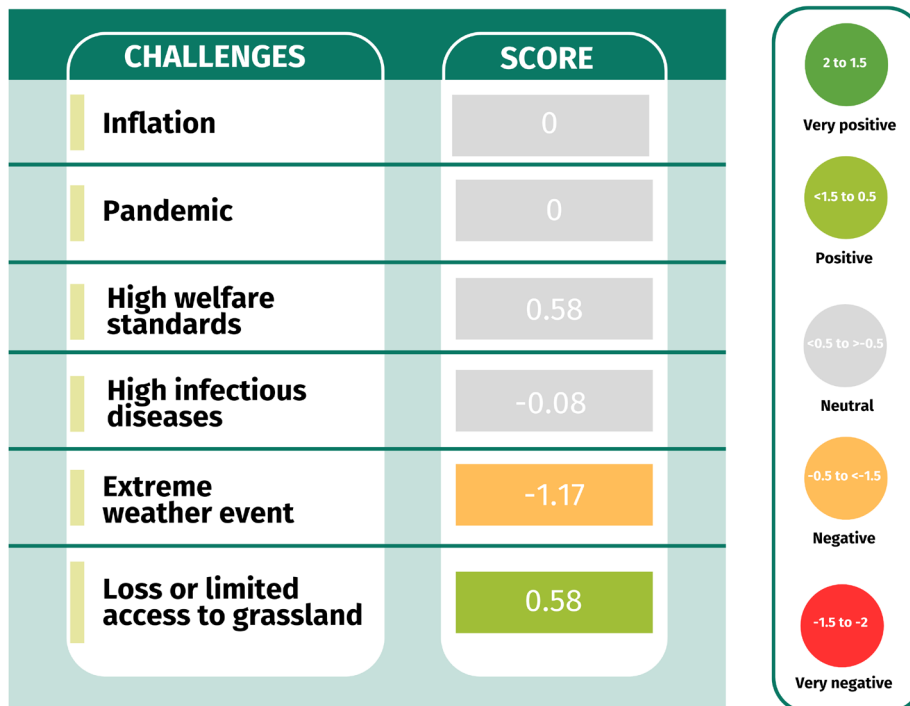 CHALLENGES SCORE
Inflation 0
Pandemic 0
High welfare
standards 0.58
High infectious
diseases -0.08
Extreme
weather event -1.17
Loss or limited
access to grassland 0.58
2 to 1.5
Very positive
<1.5 to 0.5
Positive
<0.5 to >-0.5
Neutral
-0.5 to <-1.5
Negative
-1.5 to -2
Very negative